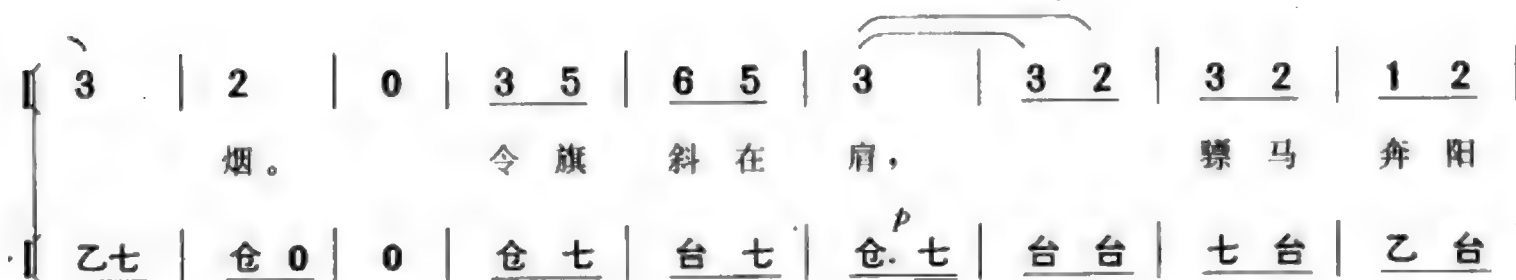 3 | 2 | 0 | 3 5 | 6 5 | 3 | 3 2 | 3 2 | 1 2 |
烟。 令 旗 斜 在 肩， 骠 马 奔 阳
p
乙七 | 仓 0 | 0 | 仓 七 | 台 七 | 仓. 七 | 台 台 | 七 台 | 乙 台